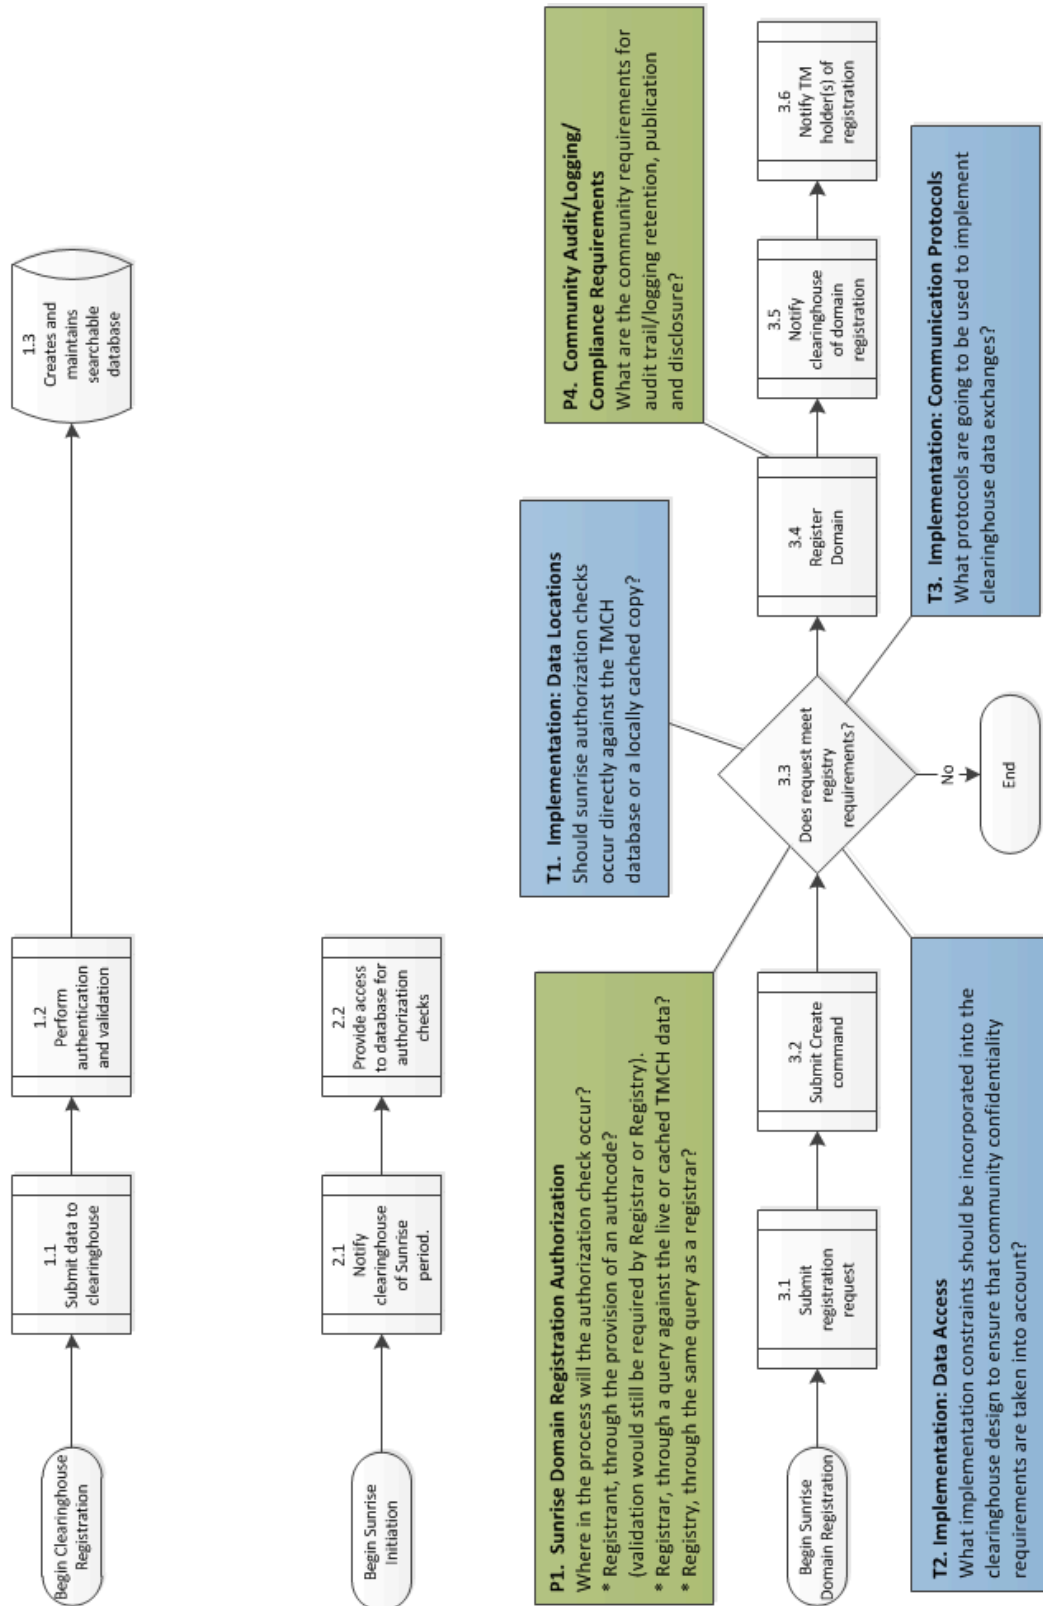 Begin Clearinghouse
Registration
1.1
Submit data to
clearinghouse
1.2
Perform
authentication
and validation
1.3
Creates and
maintains
searchable
database
Begin Sunrise
Initiation
2.1
Notify
clearinghouse
of Sunrise
period.
2.2
Provide access
to database for
authorization
checks
P1. Sunrise Domain Registration Authorization
Where in the process will the authorization check occur?
* Registrant, through the provision of an authcode?
(validation would still be required by Registrar or Registry).
* Registrar, through a query against the live or cached TMCH data?
* Registry, through the same query as a registrar?
T1. Implementation: Data Locations
Should sunrise authorization checks
occur directly against the TMCH
database or a locally cached copy?
P4. Community Audit/Logging/
Compliance Requirements
What are the community requirements for
audit trail/logging retention, publication
and disclosure?
Begin Sunrise
Domain Registration
3.1
Submit
registration
request
3.2
Submit Create
command
3.3
Does request meet
registry
requirements?
No
End
3.4
Register
Domain
3.5
Notify
clearinghouse
of domain
registration
3.6
Notify TM
holder(s) of
registration
T2. Implementation: Data Access
What implementation constraints should be incorporated into the
clearinghouse design to ensure that community confidentiality
requirements are taken into account?
T3. Implementation: Communication Protocols
What protocols are going to be used to implement
clearinghouse data exchanges?